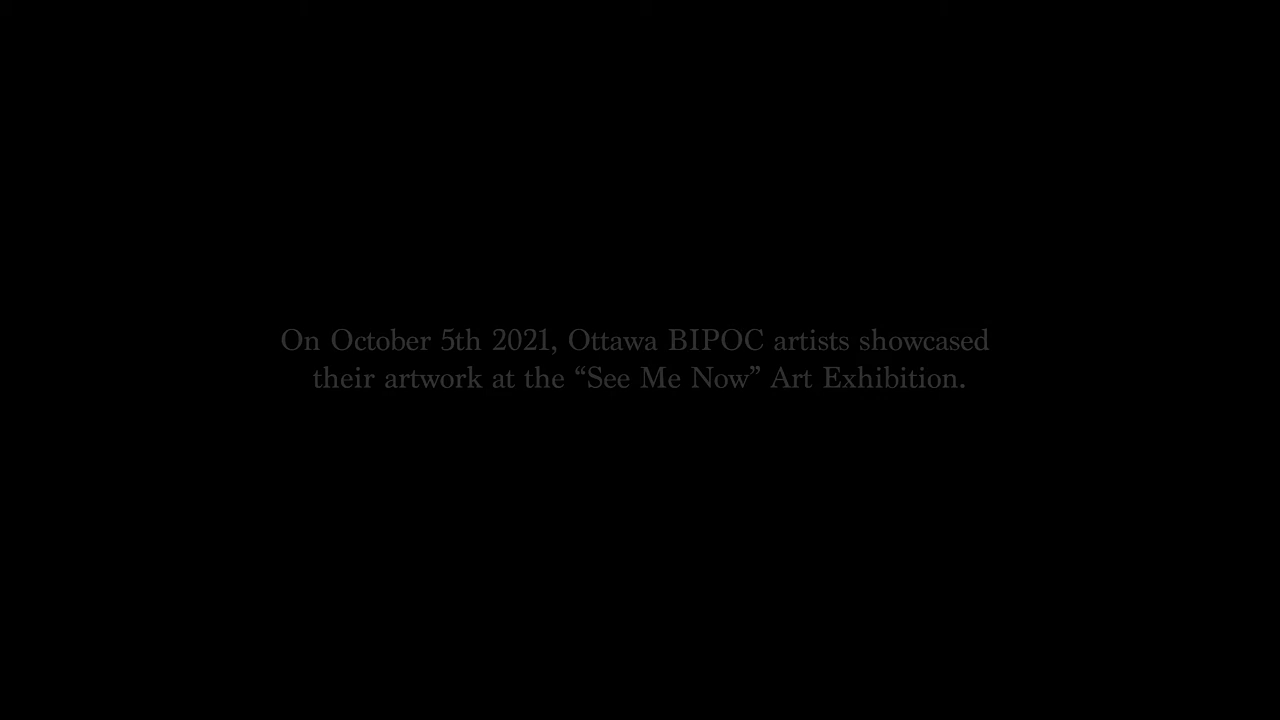 On October 5th 2021, Ottawa BIPOC artists showcased
their artwork at the “See Me Now” Art Exhibition.